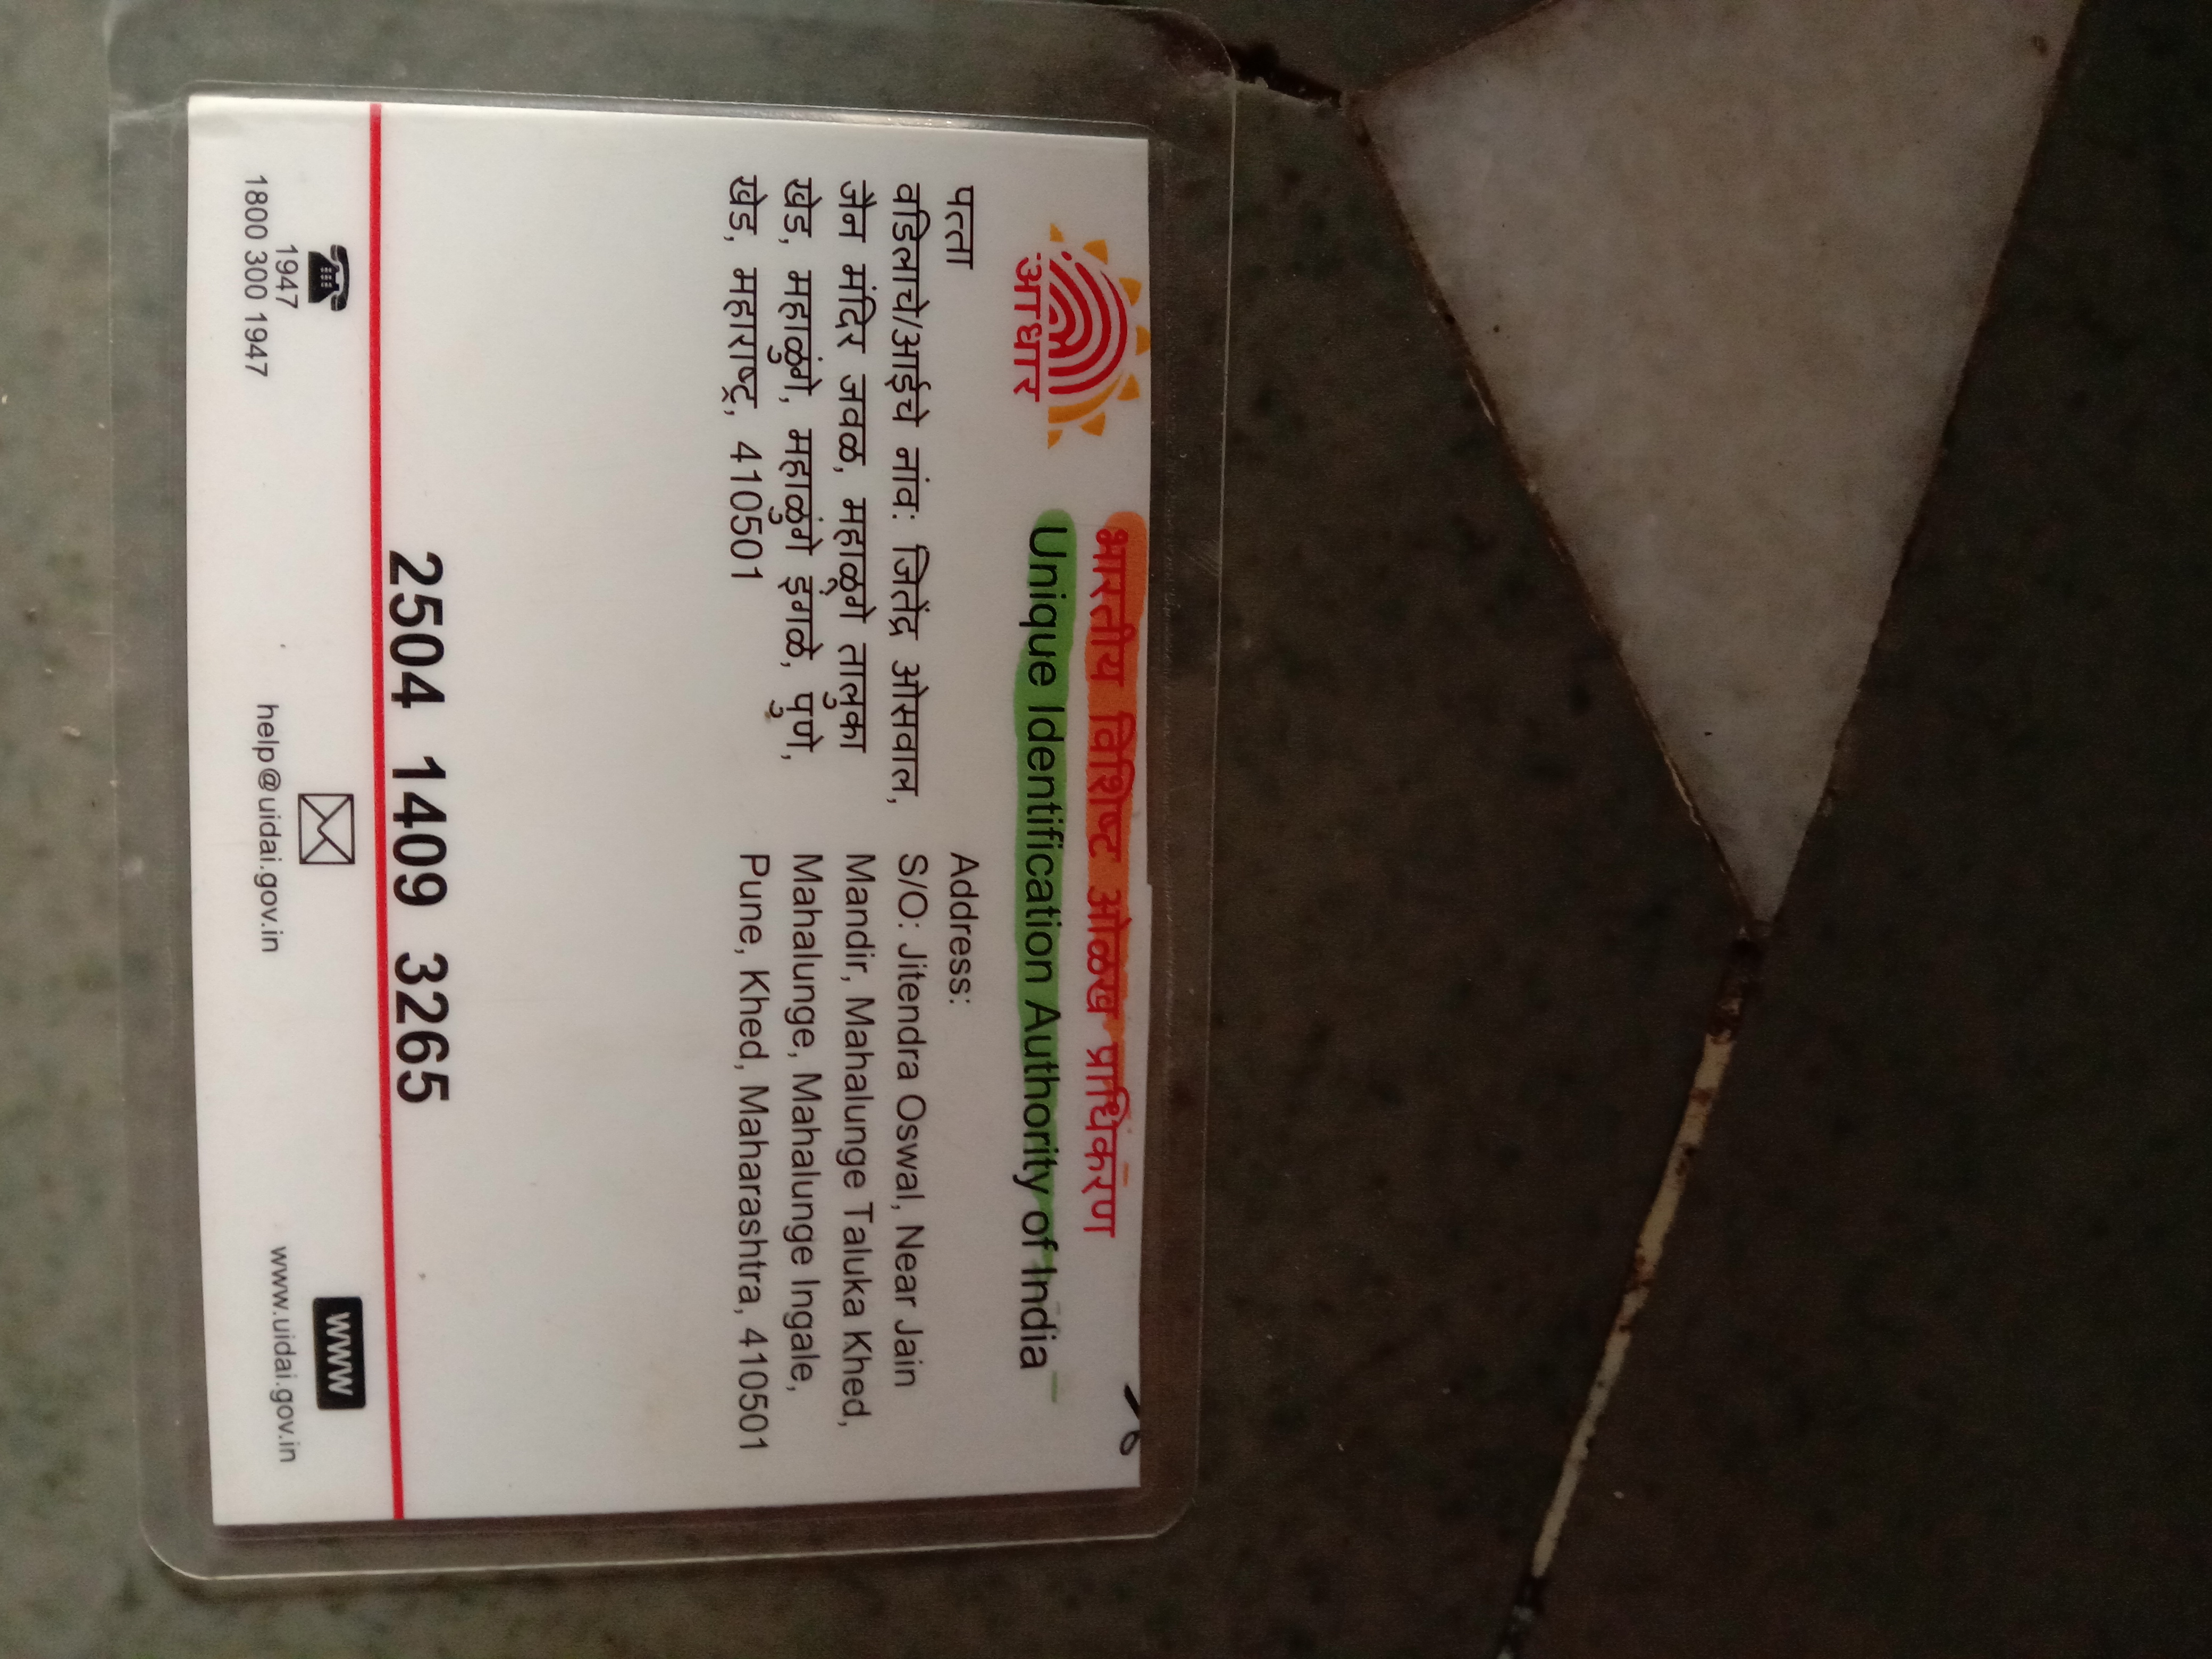 आधार
भारतीय विशिष्ट ओळख प्राधिकरण
Unique Identification Authority of India
पत्ता
वडिलाचे/आईचे नांव: जितेंद्र ओसवाल,
जैन मंदिर जवळ, महाळुंगे तालुका
खेड, महाळुंगे, महाळुंगे इंगळे, पुणे,
खेड, महाराष्ट्र, 410501
Address:
S/O: Jitendra Oswal, Near Jain
Mandir, Mahalunge Taluka Khed,
Mahalunge, Mahalunge Ingale,
Pune, Khed, Maharashtra, 410501
2504 1409 3265
1947
1800 300 1947
help@uidai.gov.in
www
www.uidai.gov.in